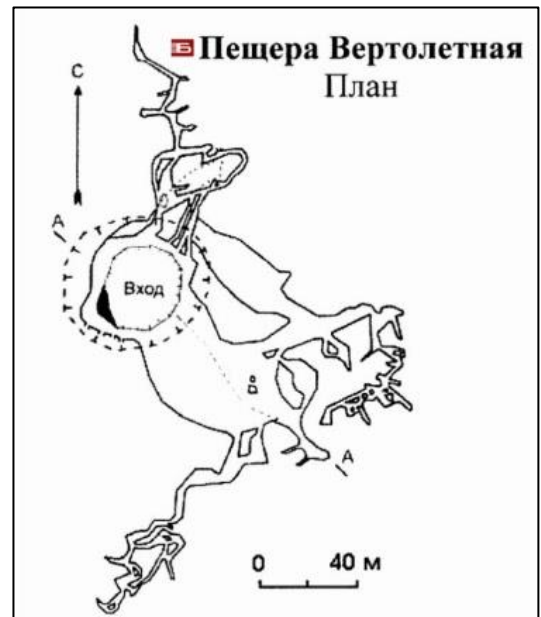 Б Пещера Вертолетная
План
С
А
Вход
А
0 40 м